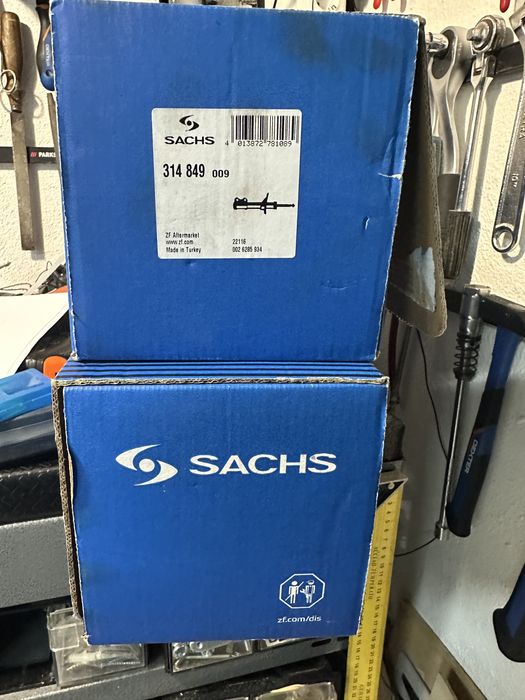 SACHS
4 013872 781089
314 849 009
ZF Aftermarket
www.zf.com
Made in Turkey
22116
002 6285 934
SACHS
zf.com/dis
PARKS
DEXTER